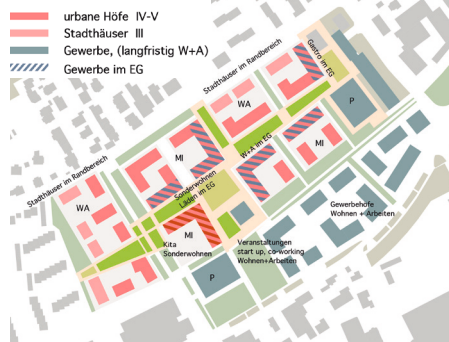 urbane Höfe IV-V
Stadthäuser III
Gewerbe, (langfristig W+A)
Gewerbe im EG
Stadthäuser im Randbereich
Gastro im EG
WA
P
W+A im EG
MI
MI
Stadthäuser im Randbereich
Sonderwohnen
Läden im EG
WA
Gewerbehöfe
Wohnen + Arbeiten
MI
Kita
Sonderwohnen
Veranstaltungen
start up, co-working
Wohnen+Arbeiten
P